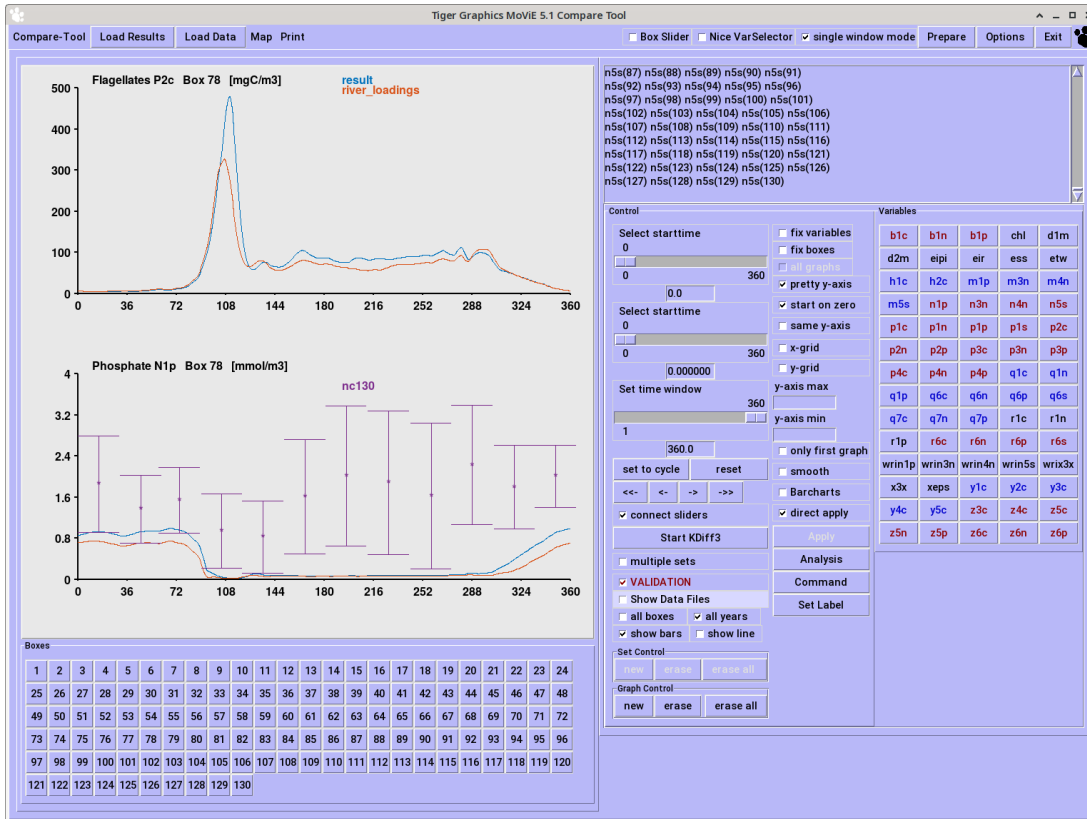 Tiger Graphics MoViE 5.1 Compare Tool
Compare-Tool Load Results Load Data Map Print Box Slider Nice VarSelector single window mode Prepare Options Exit
Flagellates P2c Box 78 [mgC/m3]
result
river_loadings
500
400
300
200
100
0
0 36 72 108 144 180 216 252 288 324 360
Phosphate N1p Box 78 [mmol/m3]
nc130
4
3.2
2.4
1.6
0.8
0
0 36 72 108 144 180 216 252 288 324 360
Boxes
1 2 3 4 5 6 7 8 9 10 11 12 13 14 15 16 17 18 19 20 21 22 23 24
25 26 27 28 29 30 31 32 33 34 35 36 37 38 39 40 41 42 43 44 45 46 47 48
49 50 51 52 53 54 55 56 57 58 59 60 61 62 63 64 65 66 67 68 69 70 71 72
73 74 75 76 77 78 79 80 81 82 83 84 85 86 87 88 89 90 91 92 93 94 95 96
97 98 99 100 101 102 103 104 105 106 107 108 109 110 111 112 113 114 115 116 117 118 119 120
121 122 123 124 125 126 127 128 129 130
n5s(87) n5s(88) n5s(89) n5s(90) n5s(91)
n5s(92) n5s(93) n5s(94) n5s(95) n5s(96)
n5s(97) n5s(98) n5s(99) n5s(100) n5s(101)
n5s(102) n5s(103) n5s(104) n5s(105) n5s(106)
n5s(107) n5s(108) n5s(109) n5s(110) n5s(111)
n5s(112) n5s(113) n5s(114) n5s(115) n5s(116)
n5s(117) n5s(118) n5s(119) n5s(120) n5s(121)
n5s(122) n5s(123) n5s(124) n5s(125) n5s(126)
n5s(127) n5s(128) n5s(129) n5s(130)
Control
Select starttime
0
0 360
0.0
Select starttime
0
0 360
0.000000
Set time window
360
1
360.0
set to cycle reset
<<- <- -> ->>
connect sliders
Start KDiff3
multiple sets
VALIDATION
Show Data Files
all boxes all years
show bars show line
Set Control
new erase erase all
Graph Control
new erase erase all
fix variables
fix boxes
all graphs
pretty y-axis
start on zero
same y-axis
x-grid
y-grid
y-axis max
y-axis min
only first graph
smooth
Barcharts
direct apply
Apply
Analysis
Command
Set Label
Variables
b1c b1n b1p chl d1m
d2m eipi eir ess etw
h1c h2c m1p m3n m4n
m5s n1p n3n n4n n5s
p1c p1n p1p p1s p2c
p2n p2p p3c p3n p3p
p4c p4n p4p q1c q1n
q1p q6c q6n q6p q6s
q7c q7n q7p r1c r1n
r1p r6c r6n r6p r6s
wrin1p wrin3n wrin4n wrin5s wrix3x
x3x xeps y1c y2c y3c
y4c y5c z3c z4c z5c
z5n z5p z6c z6n z6p